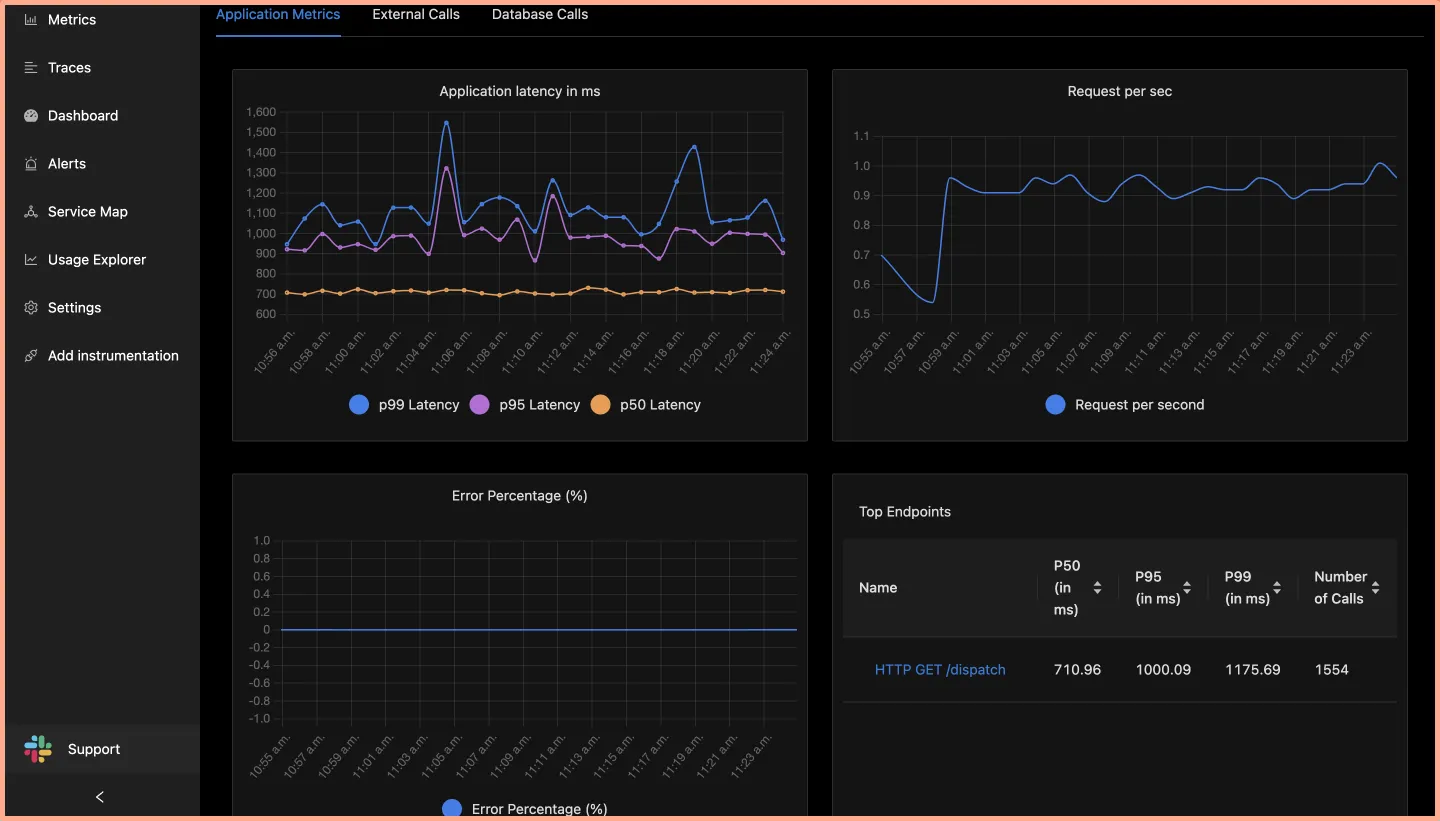 Metrics
Traces
Dashboard
Alerts
Service Map
Usage Explorer
Settings
Add instrumentation
Support
Application Metrics External Calls Database Calls
Application latency in ms
1,600
1,500
1,400
1,300
1,200
1,100
1,000
900
800
700
600
10:56 a.m. 10:58 a.m. 11:00 a.m. 11:02 a.m. 11:04 a.m. 11:06 a.m. 11:08 a.m. 11:10 a.m. 11:12 a.m. 11:14 a.m. 11:16 a.m. 11:18 a.m. 11:20 a.m. 11:22 a.m. 11:24 a.m.
p99 Latency p95 Latency p50 Latency
Request per sec
1.1
1.0
0.9
0.8
0.7
0.6
0.5
10:55 a.m. 10:57 a.m. 10:59 a.m. 11:01 a.m. 11:03 a.m. 11:05 a.m. 11:07 a.m. 11:09 a.m. 11:11 a.m. 11:13 a.m. 11:15 a.m. 11:17 a.m. 11:19 a.m. 11:21 a.m. 11:23 a.m.
Request per second
Error Percentage (%)
1.0
0.8
0.6
0.4
0.2
0
-0.2
-0.4
-0.6
-0.8
-1.0
10:55 a.m. 10:57 a.m. 10:59 a.m. 11:01 a.m. 11:03 a.m. 11:05 a.m. 11:07 a.m. 11:09 a.m. 11:11 a.m. 11:13 a.m. 11:15 a.m. 11:17 a.m. 11:19 a.m. 11:21 a.m. 11:23 a.m.
Error Percentage (%)
Top Endpoints
Name
P50
(in
ms)
P95
(in ms)
P99
(in ms)
Number
of Calls
HTTP GET /dispatch 710.96 1000.09 1175.69 1554